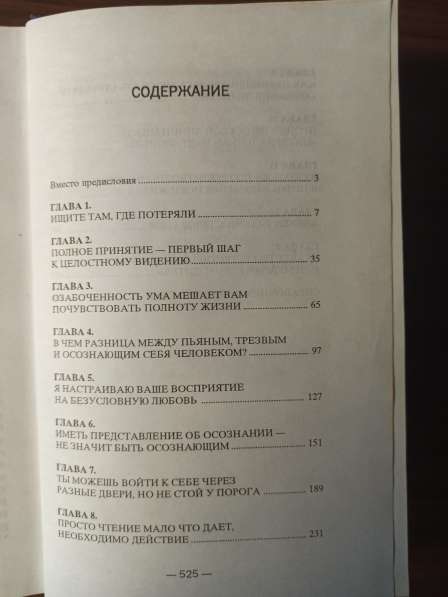 СОДЕРЖАНИЕ
Вместо предисловия ........ 3
ГЛАВА 1.
ИЩИТЕ ТАМ, ГДЕ ПОТЕРЯЛИ ........ 7
ГЛАВА 2.
ПОЛНОЕ ПРИНЯТИЕ — ПЕРВЫЙ ШАГ
К ЦЕЛОСТНОМУ ВИДЕНИЮ ........ 35
ГЛАВА 3.
ОЗАБОЧЕННОСТЬ УМА МЕШАЕТ ВАМ
ПОЧУВСТВОВАТЬ ПОЛНОТУ ЖИЗНИ ........ 65
ГЛАВА 4.
В ЧЕМ РАЗНИЦА МЕЖДУ ПЬЯНЫМ, ТРЕЗВЫМ
И ОСОЗНАЮЩИМ СЕБЯ ЧЕЛОВЕКОМ? ........ 97
ГЛАВА 5.
Я НАСТРАИВАЮ ВАШЕ ВОСПРИЯТИЕ
НА БЕЗУСЛОВНУЮ ЛЮБОВЬ ........ 127
ГЛАВА 6.
ИМЕТЬ ПРЕДСТАВЛЕНИЕ ОБ ОСОЗНАНИИ —
НЕ ЗНАЧИТ БЫТЬ ОСОЗНАЮЩИМ ........ 151
ГЛАВА 7.
ТЫ МОЖЕШЬ ВОЙТИ К СЕБЕ ЧЕРЕЗ
РАЗНЫЕ ДВЕРИ, НО НЕ СТОЙ У ПОРОГА ........ 189
ГЛАВА 8.
ПРОСТО ЧТЕНИЕ МАЛО ЧТО ДАЕТ,
НЕОБХОДИМО ДЕЙСТВИЕ ........ 231
— 525 —